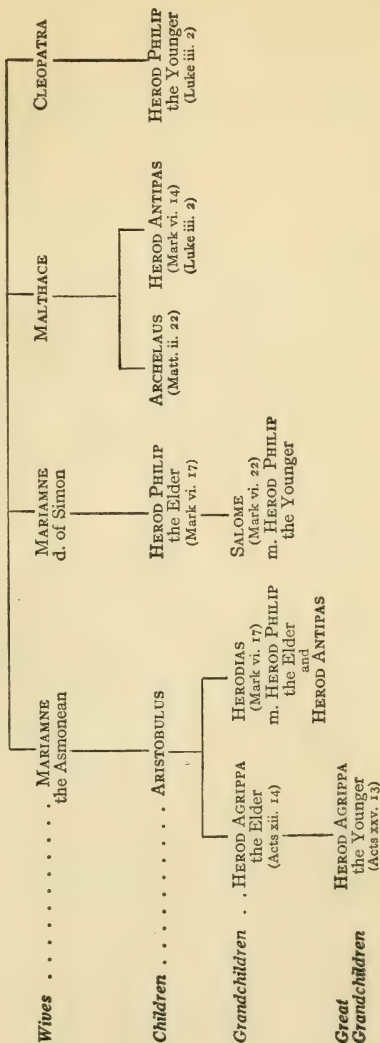 Wives . . . . . . . . . . . MARIAMNE
the Asmonean
MARIAMNE
d. of Simon
MALTHACE
CLEOPATRA
Children . . . . . . . . . . ARISTOBULUS
HEROD PHILIP
the Elder
(Mark vi. 17)
ARCHELAUS
(Matt. ii. 22)
HEROD ANTIPAS
(Mark vi. 14)
(Luke iii. 2)
HEROD PHILIP
the Younger
(Luke iii. 2)
Grandchildren . . HEROD AGRIPPA
the Elder
(Acts xii. 14)
HERODIAS
(Mark vi. 17)
m. HEROD PHILIP
the Elder
and
HEROD ANTIPAS
SALOME
(Mark vi. 22)
m. HEROD PHILIP
the Younger
Great
Grandchildren
HEROD AGRIPPA
the Younger
(Acts xxv. 13)